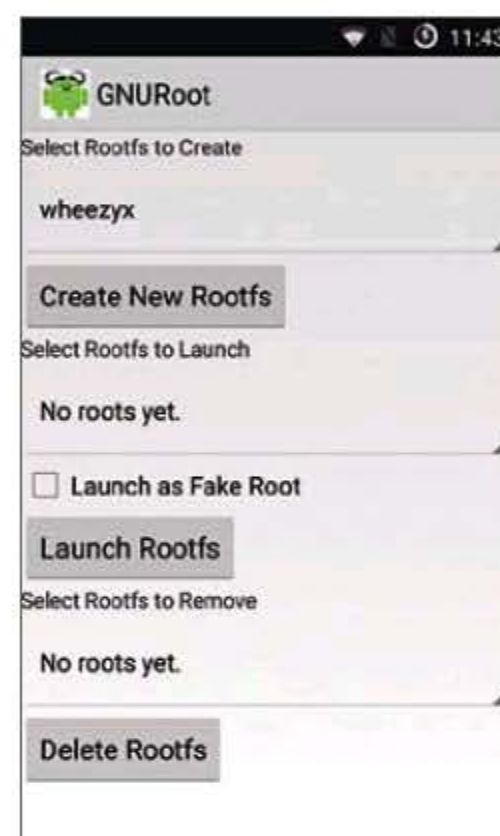 11:43
GNURoot
Select Rootfs to Create
wheezyx
Create New Rootfs
Select Rootfs to Launch
No roots yet.
Launch as Fake Root
Launch Rootfs
Select Rootfs to Remove
No roots yet.
Delete Rootfs